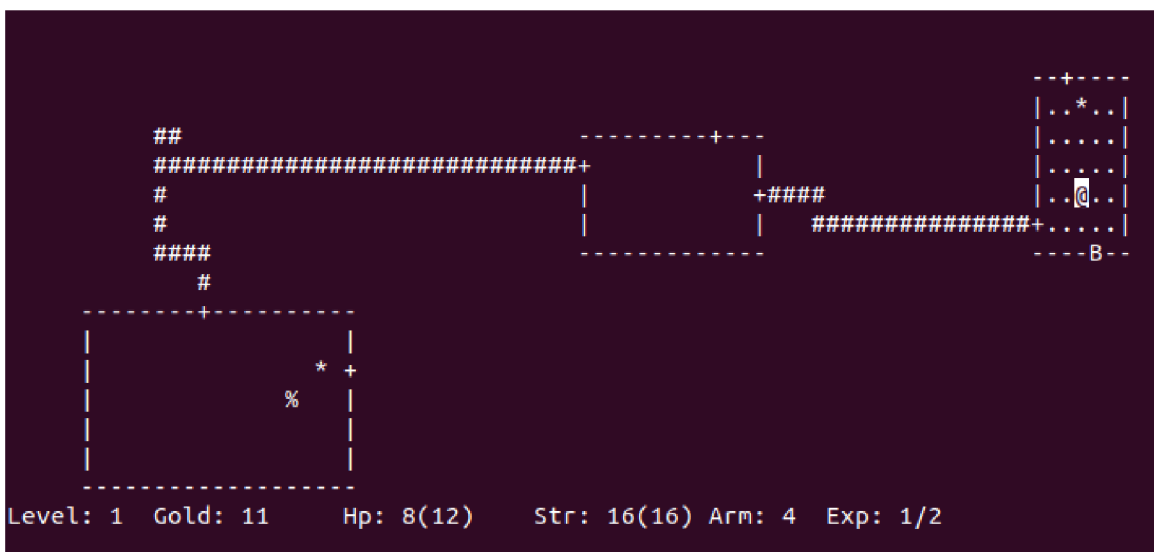 --+----
                                                                      |..*..|
          ##                           ---------+---                  |.....|
          #############################+           |                  |.....|
          #                            |           +####              |..@..|
          #                            |           |   ###############+.....|
          ####                         -------------                  ----B--
             #
     --------+----------
     |                 |
     |               * +
     |             %   |
     |                 |
     |                 |
     -------------------
Level: 1  Gold: 11     Hp: 8(12)    Str: 16(16) Arm: 4  Exp: 1/2